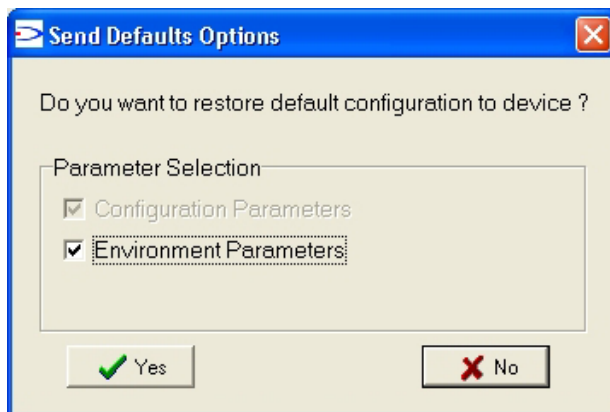 Send Defaults Options
Do you want to restore default configuration to device ?
Parameter Selection
Configuration Parameters
Environment Parameters
Yes
No